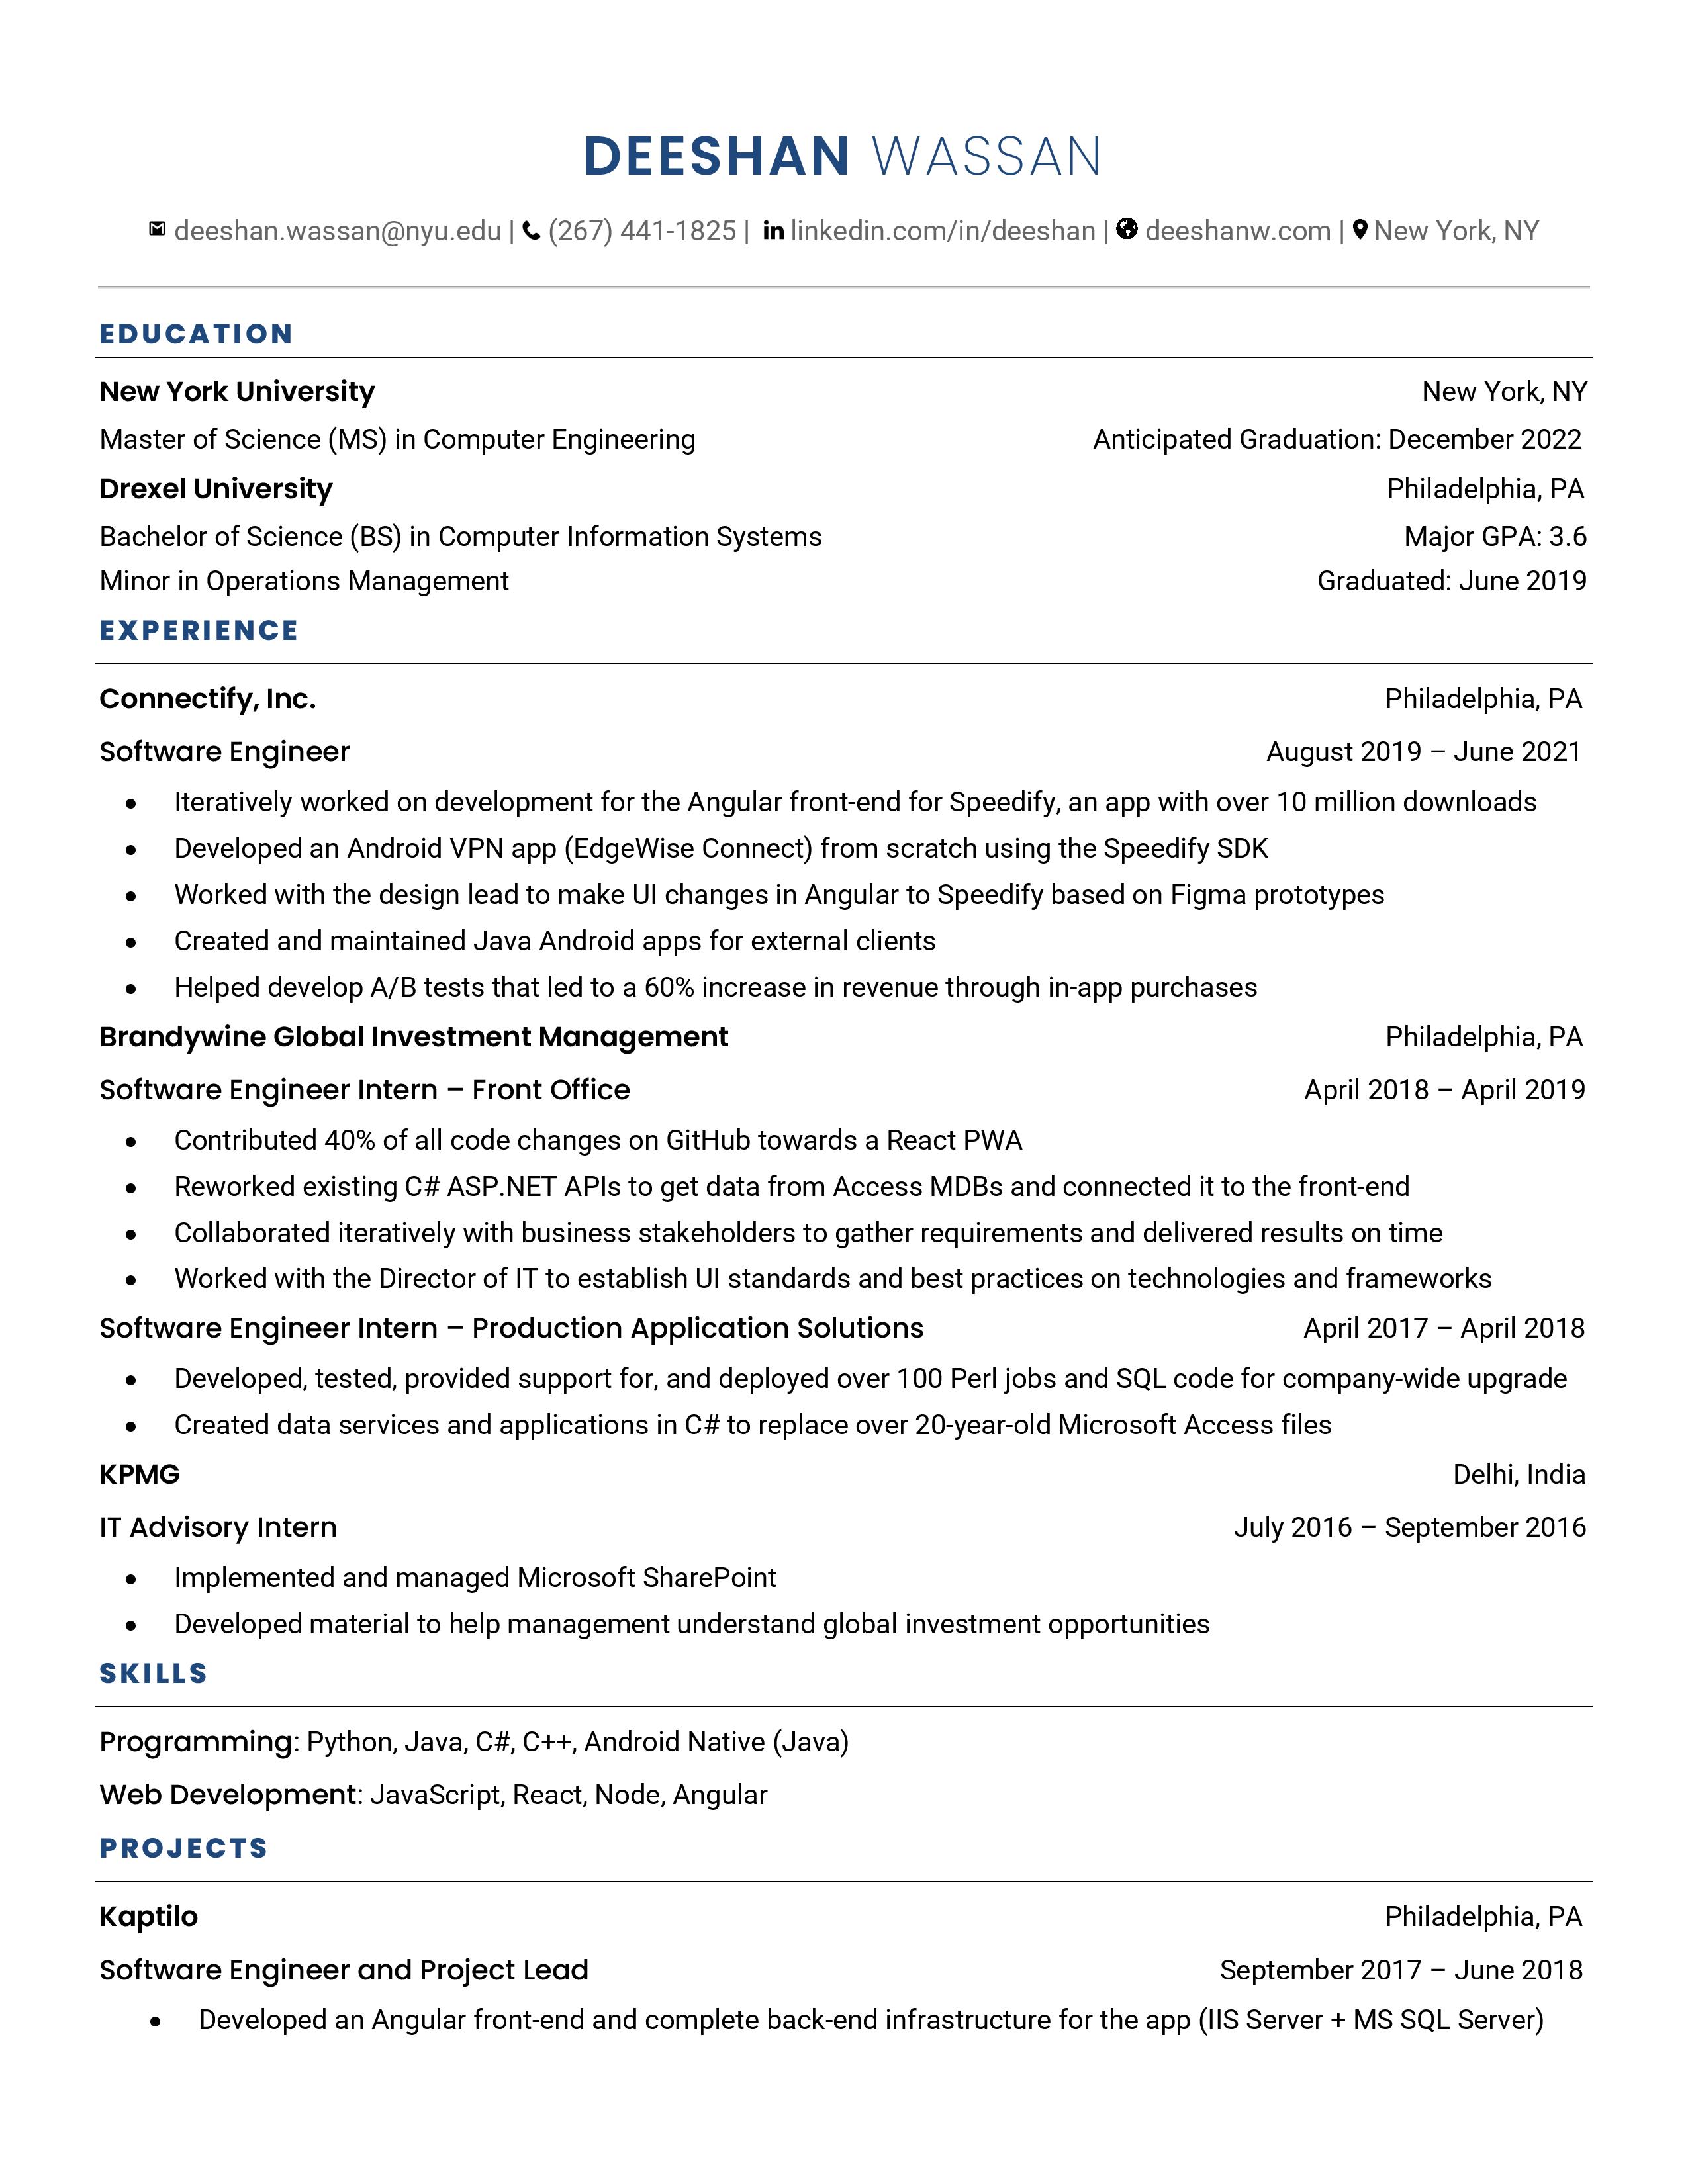 DEESHAN WASSAN
deeshan.wassan@nyu.edu | (267) 441-1825 | linkedin.com/in/deeshan | deeshanw.com | New York, NY
EDUCATION
New York University New York, NY
Master of Science (MS) in Computer Engineering Anticipated Graduation: December 2022
Drexel University Philadelphia, PA
Bachelor of Science (BS) in Computer Information Systems Major GPA: 3.6
Minor in Operations Management Graduated: June 2019
EXPERIENCE
Connectify, Inc. Philadelphia, PA
Software Engineer August 2019 – June 2021
• Iteratively worked on development for the Angular front-end for Speedify, an app with over 10 million downloads
• Developed an Android VPN app (EdgeWise Connect) from scratch using the Speedify SDK
• Worked with the design lead to make UI changes in Angular to Speedify based on Figma prototypes
• Created and maintained Java Android apps for external clients
• Helped develop A/B tests that led to a 60% increase in revenue through in-app purchases
Brandywine Global Investment Management Philadelphia, PA
Software Engineer Intern – Front Office April 2018 – April 2019
• Contributed 40% of all code changes on GitHub towards a React PWA
• Reworked existing C# ASP.NET APIs to get data from Access MDBs and connected it to the front-end
• Collaborated iteratively with business stakeholders to gather requirements and delivered results on time
• Worked with the Director of IT to establish UI standards and best practices on technologies and frameworks
Software Engineer Intern – Production Application Solutions April 2017 – April 2018
• Developed, tested, provided support for, and deployed over 100 Perl jobs and SQL code for company-wide upgrade
• Created data services and applications in C# to replace over 20-year-old Microsoft Access files
KPMG Delhi, India
IT Advisory Intern July 2016 – September 2016
• Implemented and managed Microsoft SharePoint
• Developed material to help management understand global investment opportunities
SKILLS
Programming: Python, Java, C#, C++, Android Native (Java)
Web Development: JavaScript, React, Node, Angular
PROJECTS
Kaptilo Philadelphia, PA
Software Engineer and Project Lead September 2017 – June 2018
• Developed an Angular front-end and complete back-end infrastructure for the app (IIS Server + MS SQL Server)